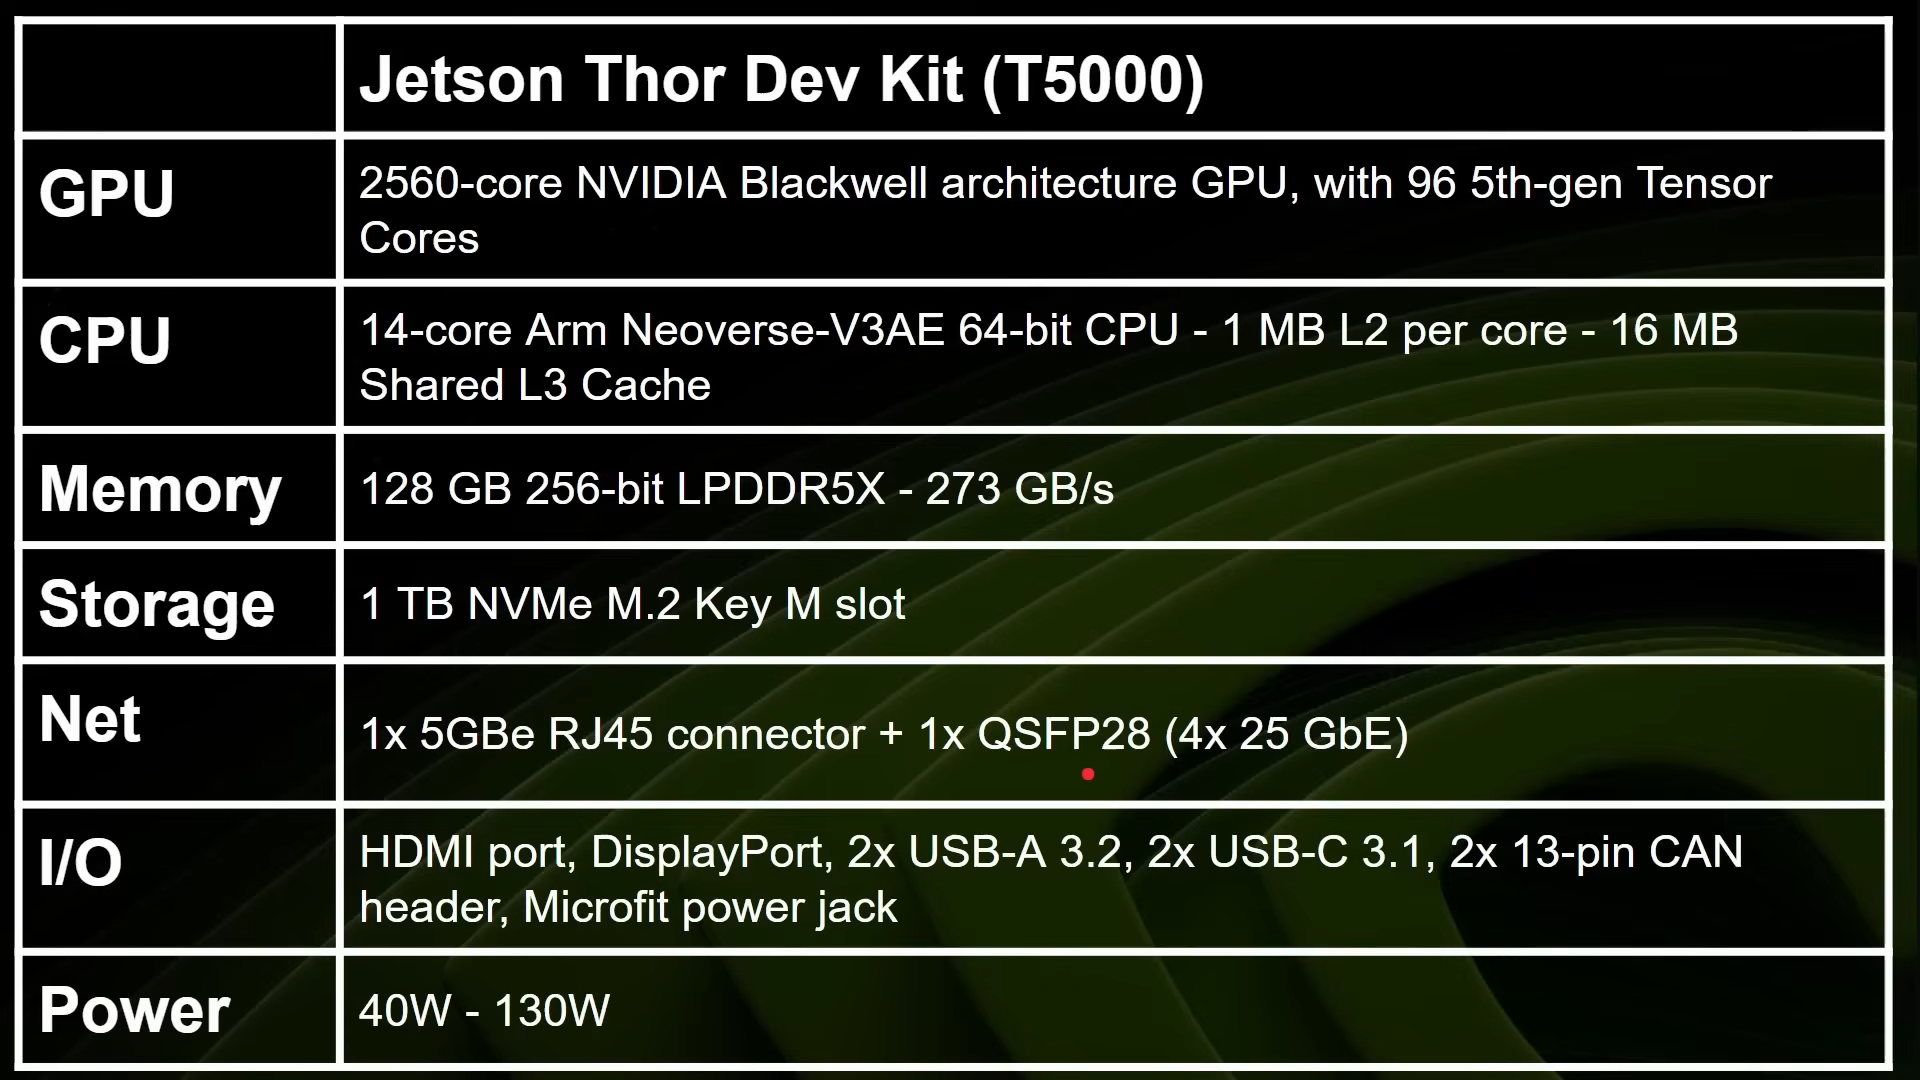 Jetson Thor Dev Kit (T5000)
GPU
2560-core NVIDIA Blackwell architecture GPU, with 96 5th-gen Tensor
Cores
CPU
14-core Arm Neoverse-V3AE 64-bit CPU - 1 MB L2 per core - 16 MB
Shared L3 Cache
Memory
128 GB 256-bit LPDDR5X - 273 GB/s
Storage
1 TB NVMe M.2 Key M slot
Net
1x 5GBe RJ45 connector + 1x QSFP28 (4x 25 GbE)
I/O
HDMI port, DisplayPort, 2x USB-A 3.2, 2x USB-C 3.1, 2x 13-pin CAN
header, Microfit power jack
Power
40W - 130W